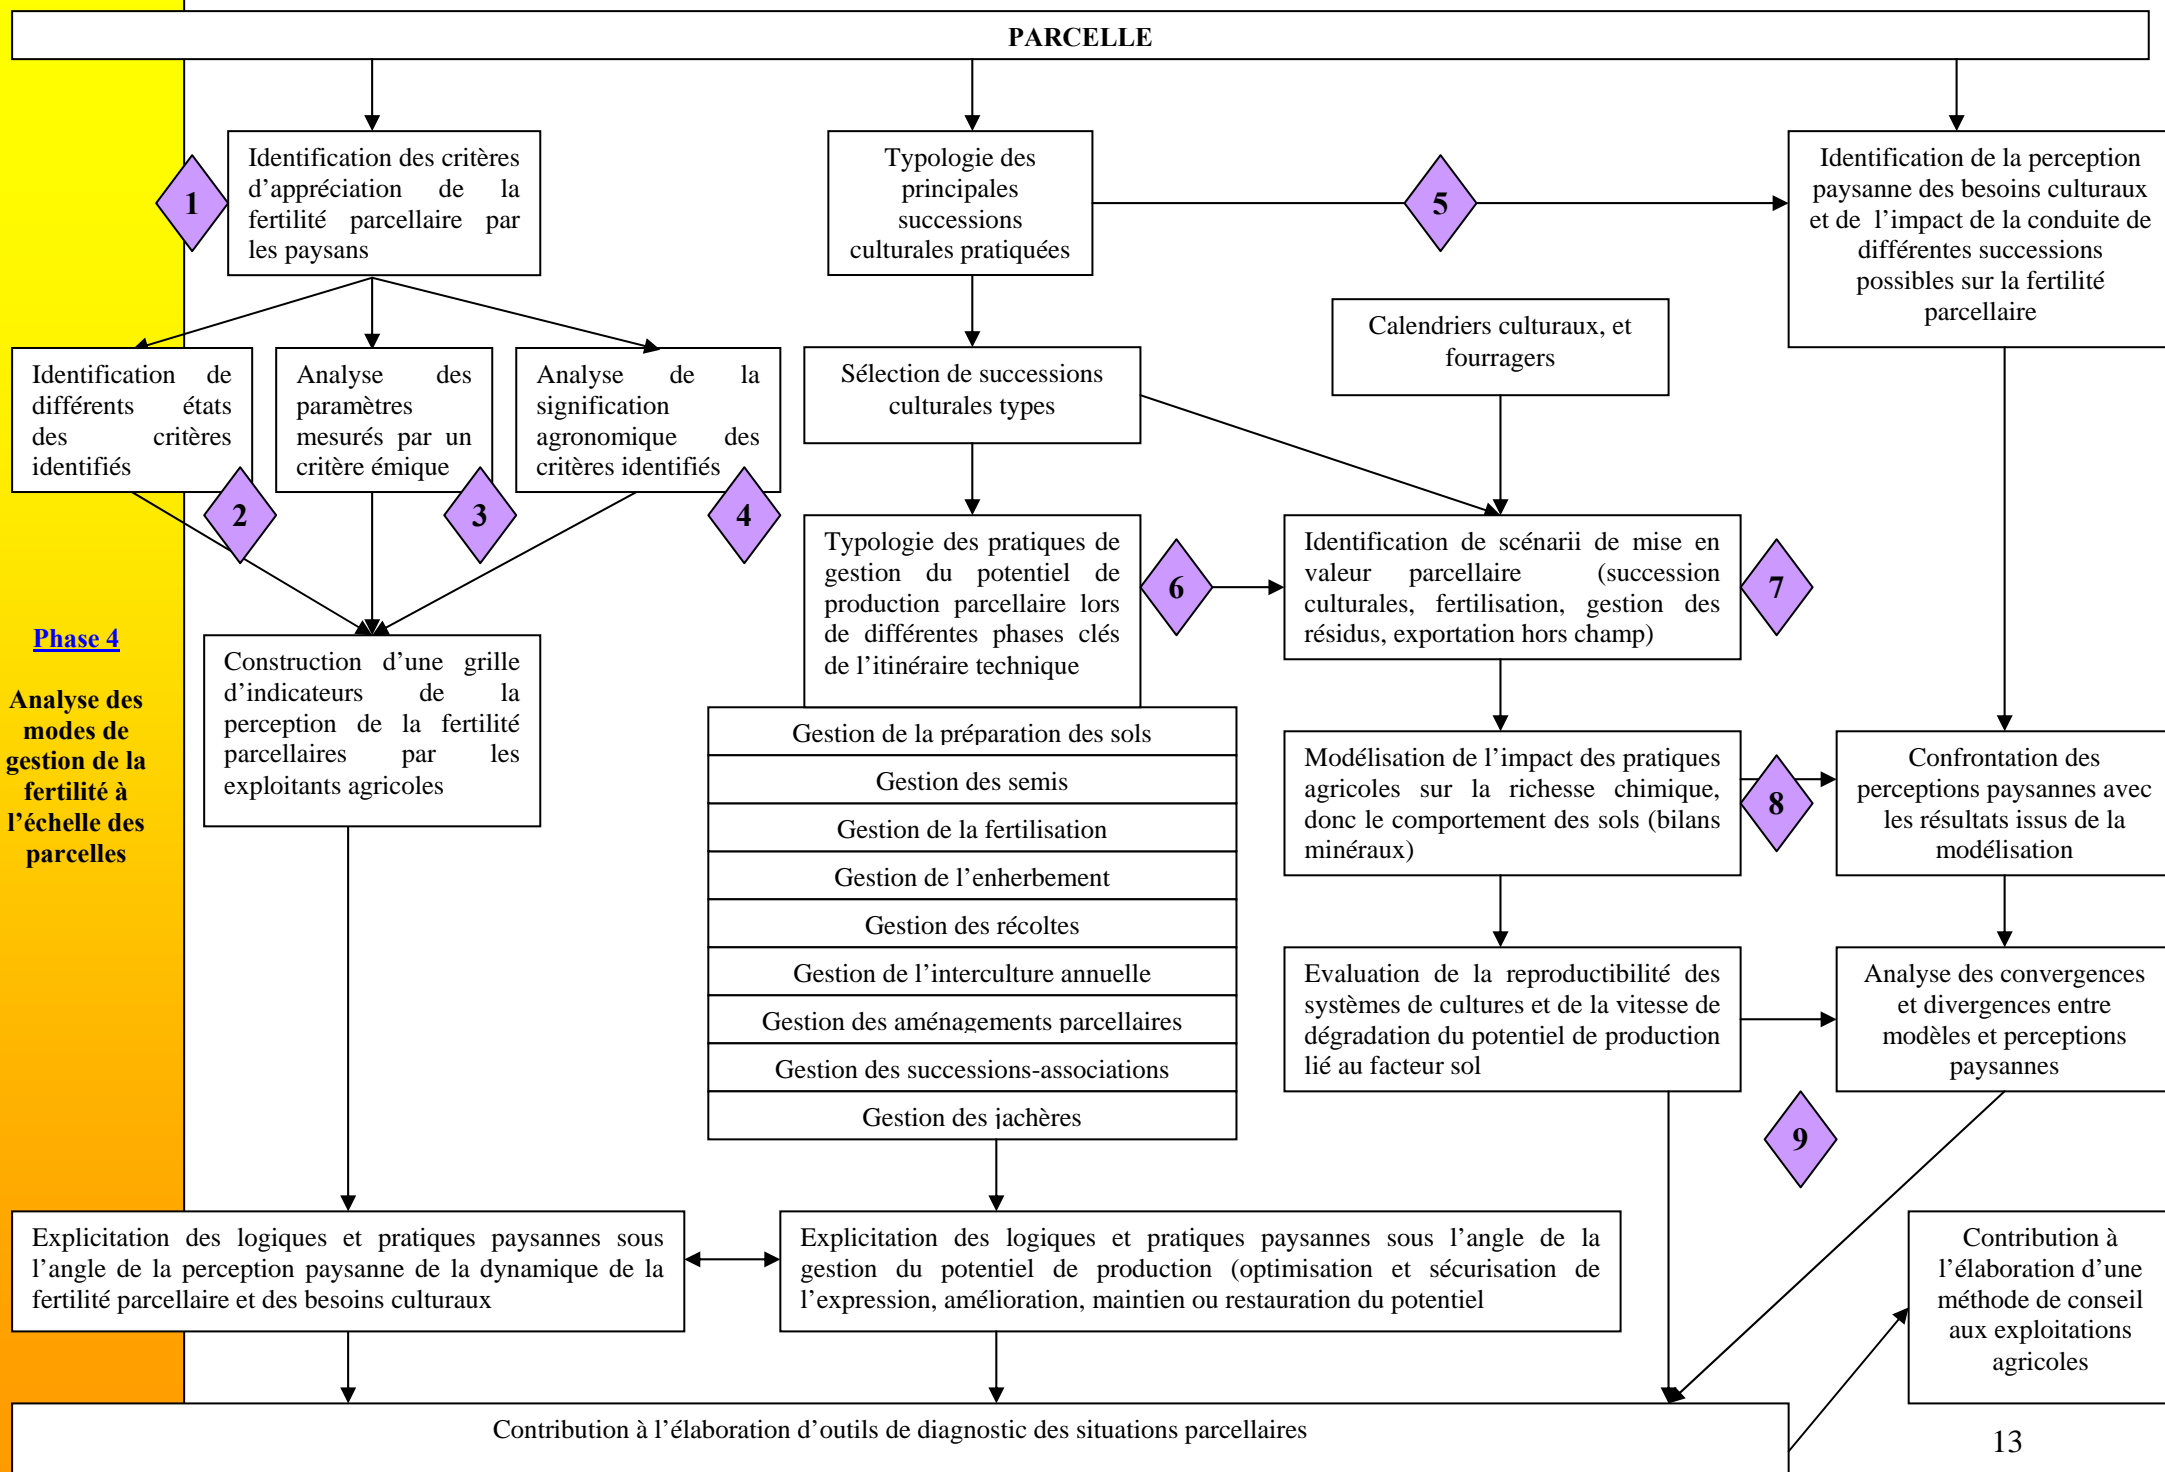 PARCELLE
1
Identification des critères
d’appréciation de la
fertilité parcellaire par
les paysans
Typologie des
principales
successions
culturales pratiquées
5
Identification de la perception
paysanne des besoins culturaux
et de l’impact de la conduite de
différentes successions
possibles sur la fertilité
parcellaire
Calendriers culturaux, et
fourragers
Identification de
différents états
des critères
identifiés
2
Analyse des
paramètres
mesurés par un
critère émique
3
Analyse de la
signification
agronomique des
critères identifiés
4
Sélection de successions
culturales types
Typologie des pratiques de
gestion du potentiel de
production parcellaire lors
de différentes phases clés
de l’itinéraire technique
6
Identification de scénarii de mise en
valeur parcellaire (succession
culturales, fertilisation, gestion des
résidus, exportation hors champ)
7
Phase 4
Analyse des
modes de
gestion de la
fertilité à
l’échelle des
parcelles
Construction d’une grille
d’indicateurs de la
perception de la fertilité
parcellaires par les
exploitants agricoles
Gestion de la préparation des sols
Gestion des semis
Gestion de la fertilisation
Gestion de l’enherbement
Gestion des récoltes
Gestion de l’interculture annuelle
Gestion des aménagements parcellaires
Gestion des successions-associations
Gestion des jachères
Modélisation de l’impact des pratiques
agricoles sur la richesse chimique,
donc le comportement des sols (bilans
minéraux)
8
Confrontation des
perceptions paysannes avec
les résultats issus de la
modélisation
Evaluation de la reproductibilité des
systèmes de cultures et de la vitesse de
dégradation du potentiel de production
lié au facteur sol
Analyse des convergences
et divergences entre
modèles et perceptions
paysannes
9
Explicitation des logiques et pratiques paysannes sous
l’angle de la perception paysanne de la dynamique de la
fertilité parcellaire et des besoins culturaux
Explicitation des logiques et pratiques paysannes sous l’angle de la
gestion du potentiel de production (optimisation et sécurisation de
l’expression, amélioration, maintien ou restauration du potentiel
Contribution à
l’élaboration d’une
méthode de conseil
aux exploitations
agricoles
Contribution à l’élaboration d’outils de diagnostic des situations parcellaires
13